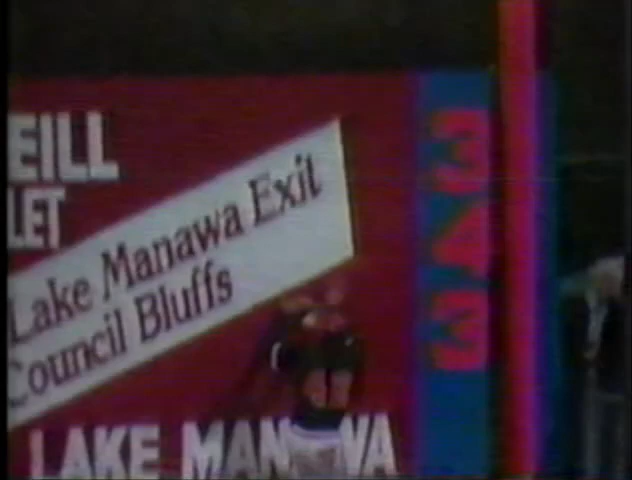 EILL
LET
Lake Manawa Exit
Council Bluffs
LAKE MANAWA
343